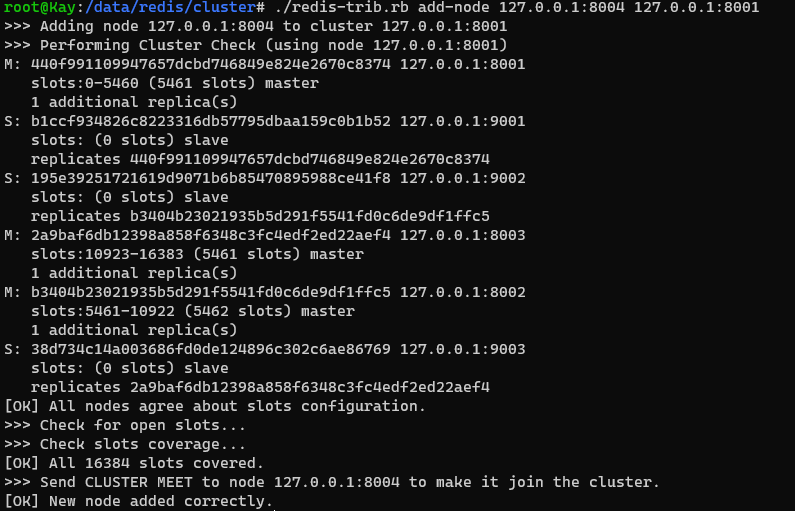 root@Kay:/data/redis/cluster# ./redis-trib.rb add-node 127.0.0.1:8004 127.0.0.1:8001
>>> Adding node 127.0.0.1:8004 to cluster 127.0.0.1:8001
>>> Performing Cluster Check (using node 127.0.0.1:8001)
M: 440f991109947657dcbd746849e824e2670c8374 127.0.0.1:8001
   slots:0-5460 (5461 slots) master
   1 additional replica(s)
S: b1ccf934826c8223316db57795dbaa159c0b1b52 127.0.0.1:9001
   slots: (0 slots) slave
   replicates 440f991109947657dcbd746849e824e2670c8374
S: 195e39251721619d9071b6b85470895988ce41f8 127.0.0.1:9002
   slots: (0 slots) slave
   replicates b3404b23021935b5d291f5541fd0c6de9df1ffc5
M: 2a9baf6db12398a858f6348c3fc4edf2ed22aef4 127.0.0.1:8003
   slots:10923-16383 (5461 slots) master
   1 additional replica(s)
M: b3404b23021935b5d291f5541fd0c6de9df1ffc5 127.0.0.1:8002
   slots:5461-10922 (5462 slots) master
   1 additional replica(s)
S: 38d734c14a003686fd0de124896c302c6ae86769 127.0.0.1:9003
   slots: (0 slots) slave
   replicates 2a9baf6db12398a858f6348c3fc4edf2ed22aef4
[OK] All nodes agree about slots configuration.
>>> Check for open slots...
>>> Check slots coverage...
[OK] All 16384 slots covered.
>>> Send CLUSTER MEET to node 127.0.0.1:8004 to make it join the cluster.
[OK] New node added correctly.